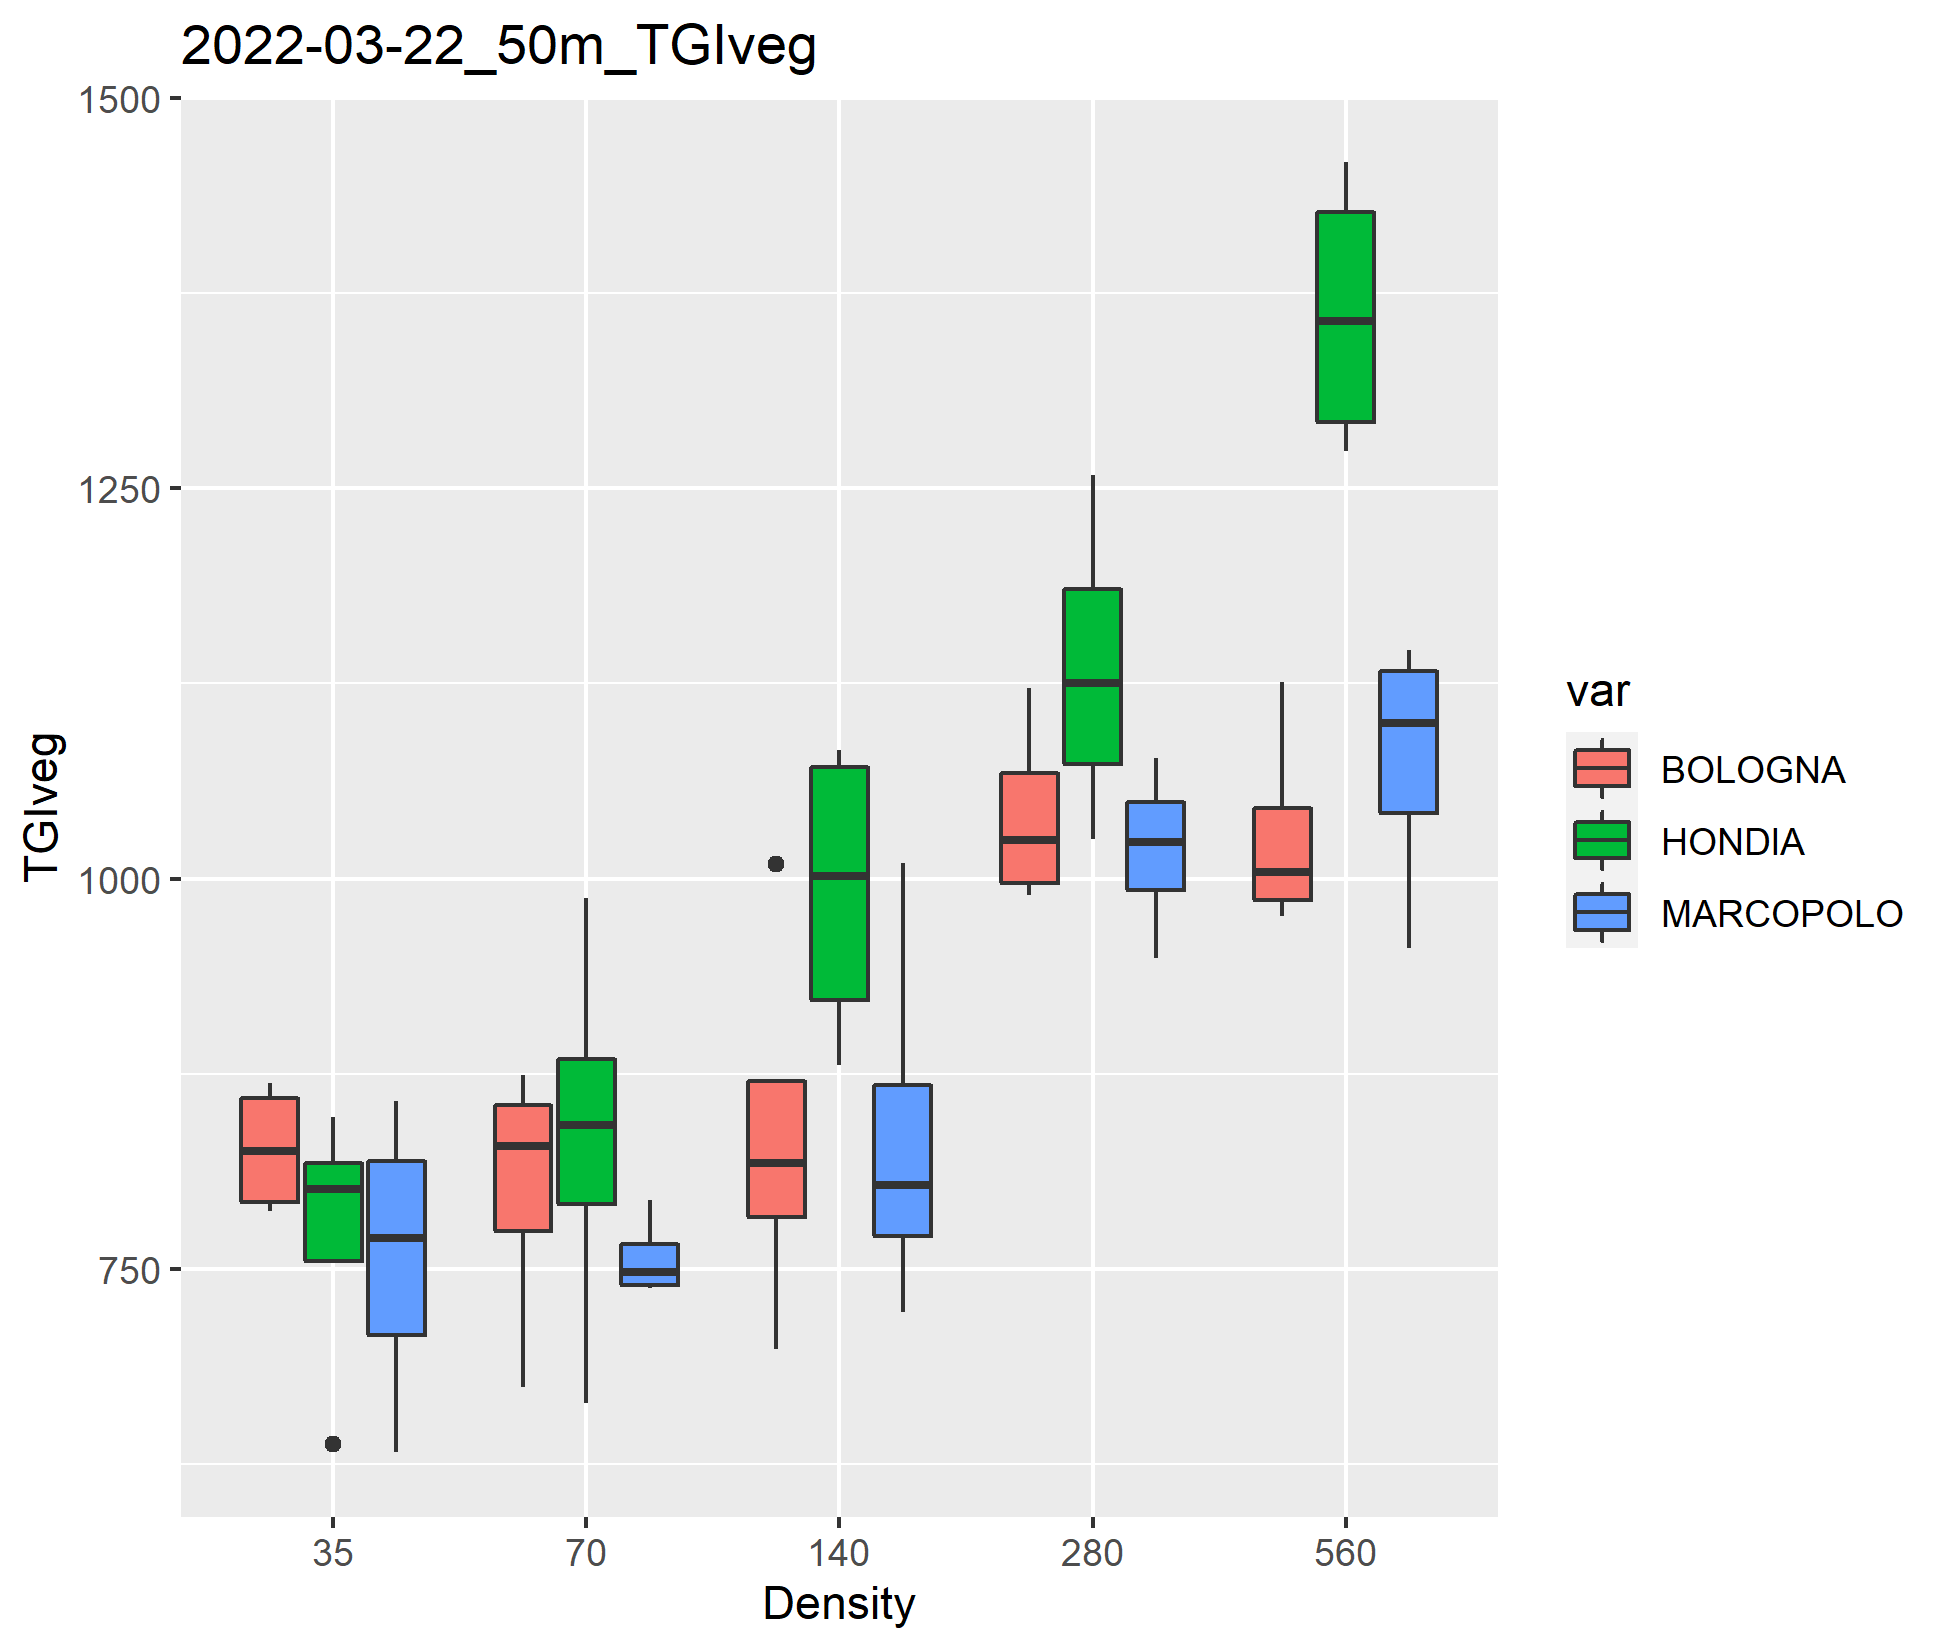 2022-03-22_50m_TGIveg
1500
1250
1000
750
TGIveg
35 70 140 280 560
Density
var
BOLOGNA
HONDIA
MARCOPOLO